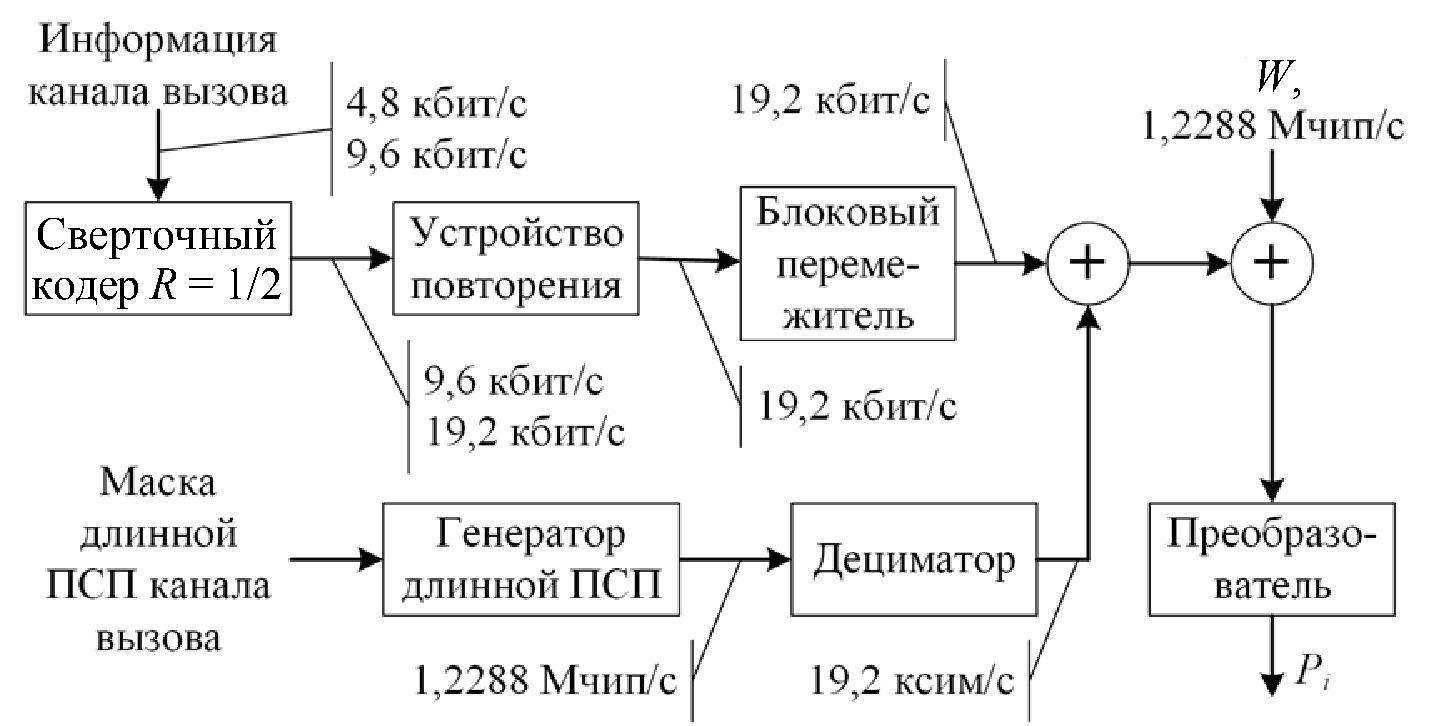 Информация
канала вызова
4,8 кбит/с
9,6 кбит/с
19,2 кбит/с
W,
1,2288 Мчип/с
Сверточный
кодер R = 1/2
Устройство
повторения
Блоковый
переме-
житель
+
+
9,6 кбит/с
19,2 кбит/с
19,2 кбит/с
Маска
длинной
ПСП канала
вызова
Генератор
длинной ПСП
Дециматор
Преобразо-
ватель
1,2288 Мчип/с
19,2 ксим/с
P i